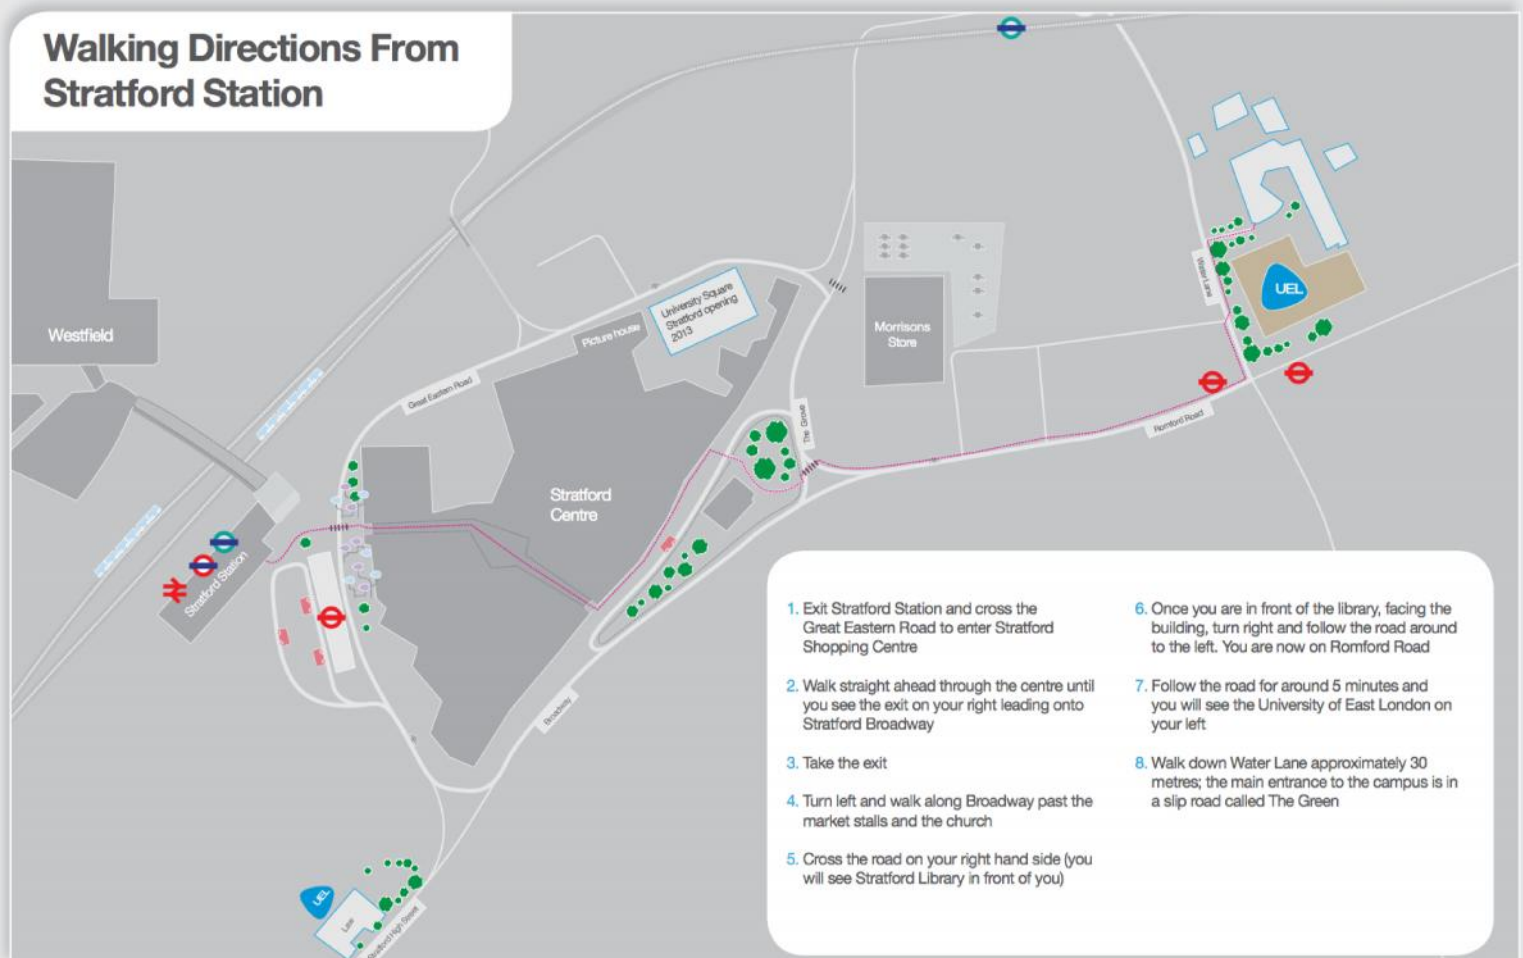 Walking Directions From
Stratford Station
Westfield
Great Eastern Road
Picture house
University Square
Stratford opening
2013
Morrisons
Store
Water Lane
UEL
The Grove
Romford Road
Stratford
Centre
Stratford Station
Broadway
UEL
Law
Stratford High Street
1. Exit Stratford Station and cross the
Great Eastern Road to enter Stratford
Shopping Centre
2. Walk straight ahead through the centre until
you see the exit on your right leading onto
Stratford Broadway
3. Take the exit
4. Turn left and walk along Broadway past the
market stalls and the church
5. Cross the road on your right hand side (you
will see Stratford Library in front of you)
6. Once you are in front of the library, facing the
building, turn right and follow the road around
to the left. You are now on Romford Road
7. Follow the road for around 5 minutes and
you will see the University of East London on
your left
8. Walk down Water Lane approximately 30
metres; the main entrance to the campus is in
a slip road called The Green